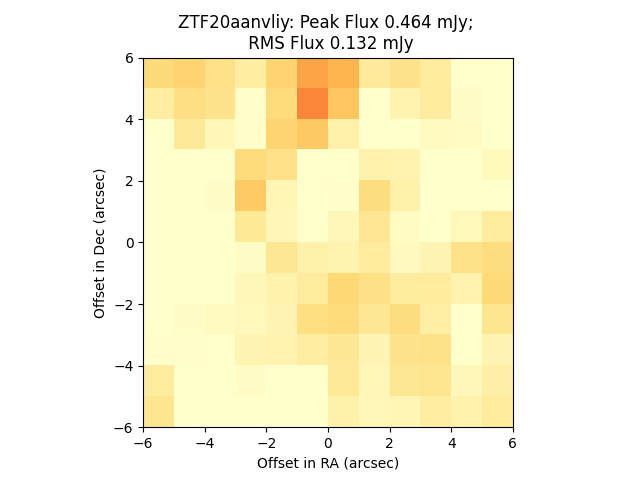 ZTF20aanvliy: Peak Flux 0.464 mJy;
RMS Flux 0.132 mJy
6
4
2
0
−2
−4
−6
Offset in Dec (arcsec)
−6 −4 −2 0 2 4 6
Offset in RA (arcsec)